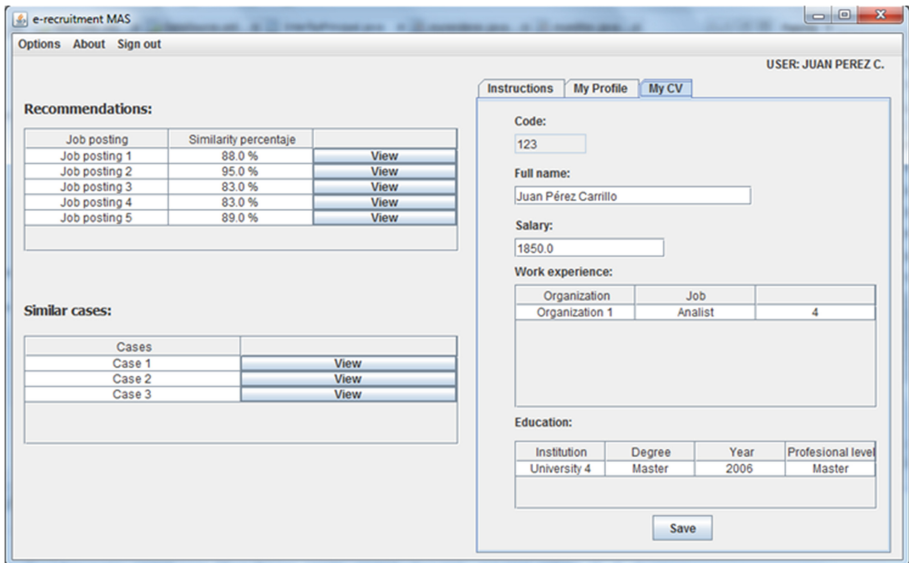 e-recruitment MAS
Options About Sign out
USER: JUAN PEREZ C.
Recommendations:
Job posting Similarity percentaje
Job posting 1 88.0 % View
Job posting 2 95.0 % View
Job posting 3 83.0 % View
Job posting 4 83.0 % View
Job posting 5 89.0 % View
Similar cases:
Cases
Case 1 View
Case 2 View
Case 3 View
Instructions My Profile My CV
Code:
123
Full name:
Juan Pérez Carrillo
Salary:
1850.0
Work experience:
Organization Job
Organization 1 Analist 4
Education:
Institution Degree Year Profesional level
University 4 Master 2006 Master
Save